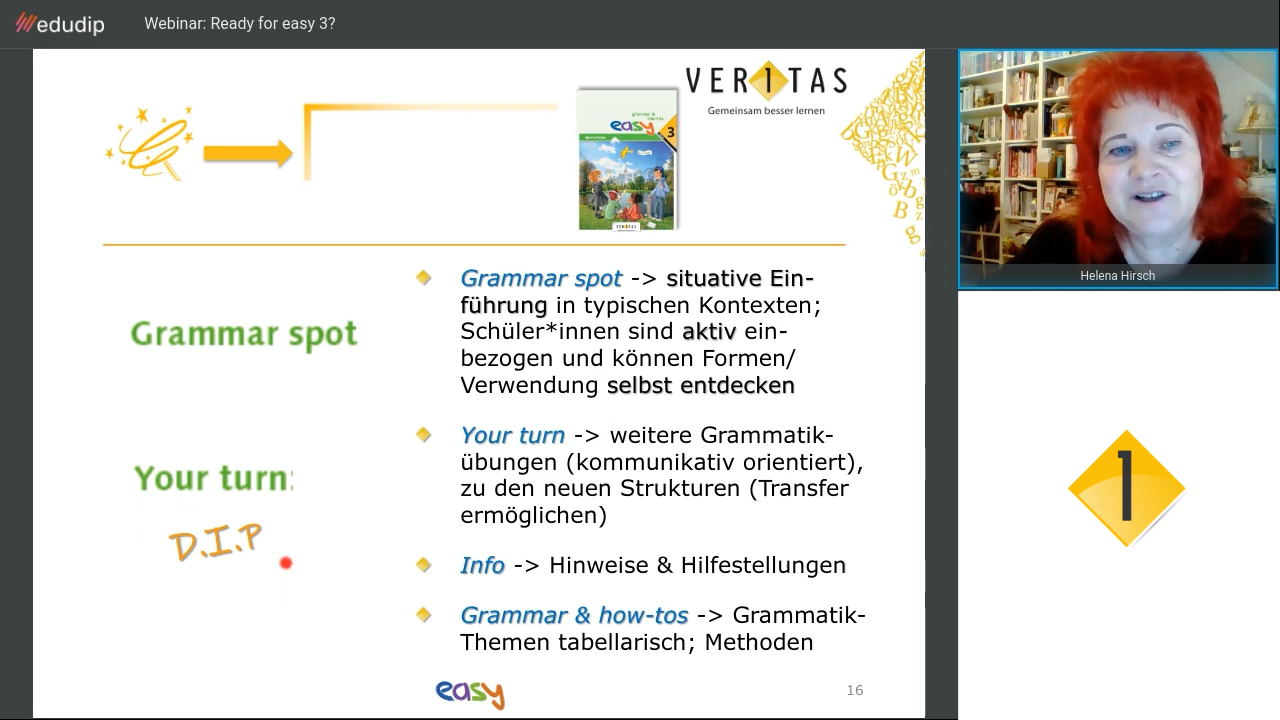 edudip
Webinar: Ready for easy 3?
VERITAS
Gemeinsam besser lernen
easy
3
VERITAS
Helena Hirsch
Grammar spot
Your turn:
D.I.P
Grammar spot -> situative Ein-
führung in typischen Kontexten;
Schüler*innen sind aktiv ein-
bezogen und können Formen/
Verwendung selbst entdecken
Your turn -> weitere Grammatik-
übungen (kommunikativ orientiert),
zu den neuen Strukturen (Transfer
ermöglichen)
Info -> Hinweise & Hilfestellungen
Grammar & how-tos -> Grammatik-
Themen tabellarisch; Methoden
easy
16
1